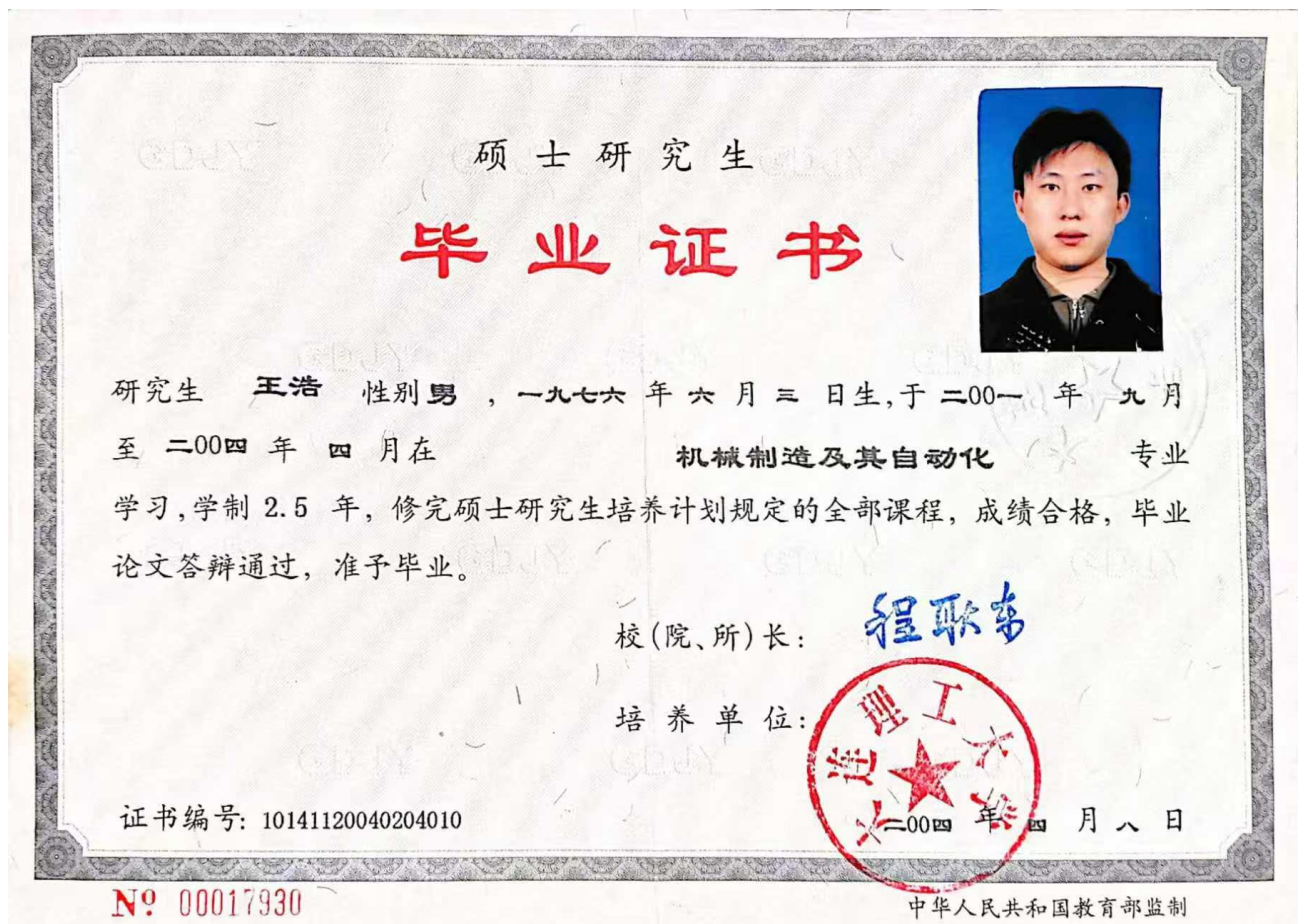 硕士研究生
毕业证书
研究生 王浩 性别男 , 一九七六 年 六 月 三 日生,于 二00一 年 九 月
至 二00四 年 四 月在 机械制造及其自动化 专业
学习,学制 2.5 年, 修完硕士研究生培养计划规定的全部课程, 成绩合格, 毕业
论文答辩通过, 准予毕业。
校(院、所)长: 程耿东
培 养 单 位:
大连理工大学
证书编号: 10141120040204010
二00四 年 四 月 八 日
№ 00017930
中华人民共和国教育部监制